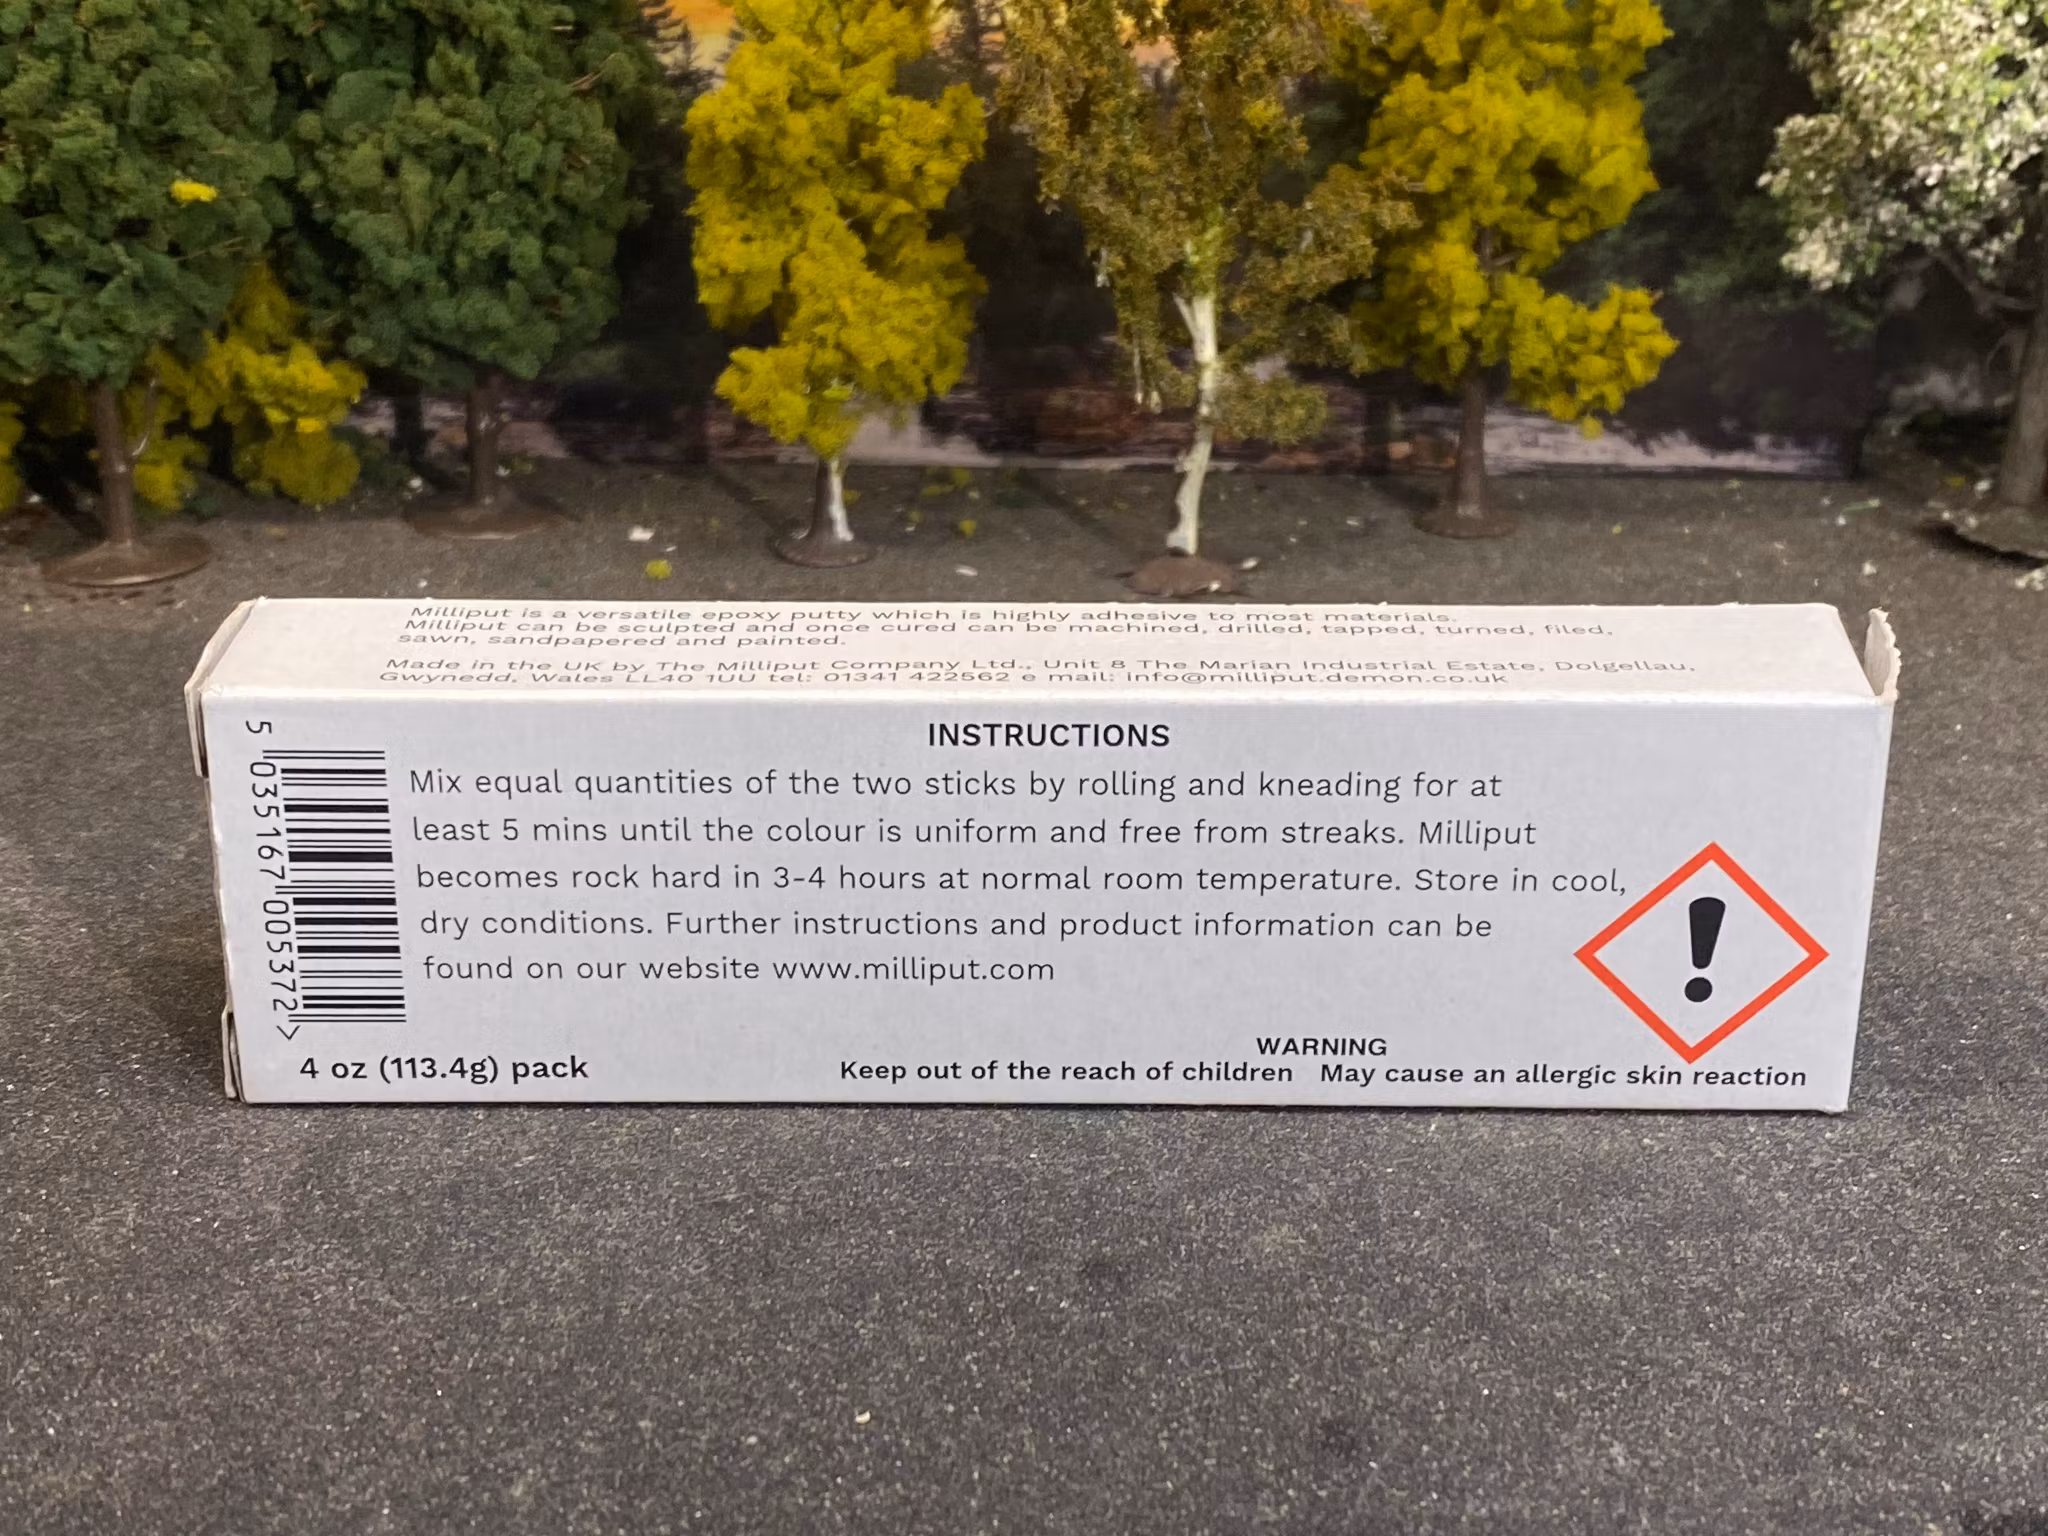 Milliput is a versatile epoxy putty which is highly adhesive to most materials.
Milliput can be sculpted and once cured can be machined, drilled, tapped, turned, filed,
sawn, sandpapered and painted.
Made in the UK by The Milliput Company Ltd., Unit 8 The Marian Industrial Estate, Dolgellau,
Gwynedd, Wales LL40 1UU tel: 01341 422562 e mail: info@milliput.demon.co.uk
INSTRUCTIONS
Mix equal quantities of the two sticks by rolling and kneading for at
least 5 mins until the colour is uniform and free from streaks. Milliput
becomes rock hard in 3-4 hours at normal room temperature. Store in cool,
dry conditions. Further instructions and product information can be
found on our website www.milliput.com
5 035167 005372 >
4 oz (113.4g) pack
WARNING
Keep out of the reach of children May cause an allergic skin reaction